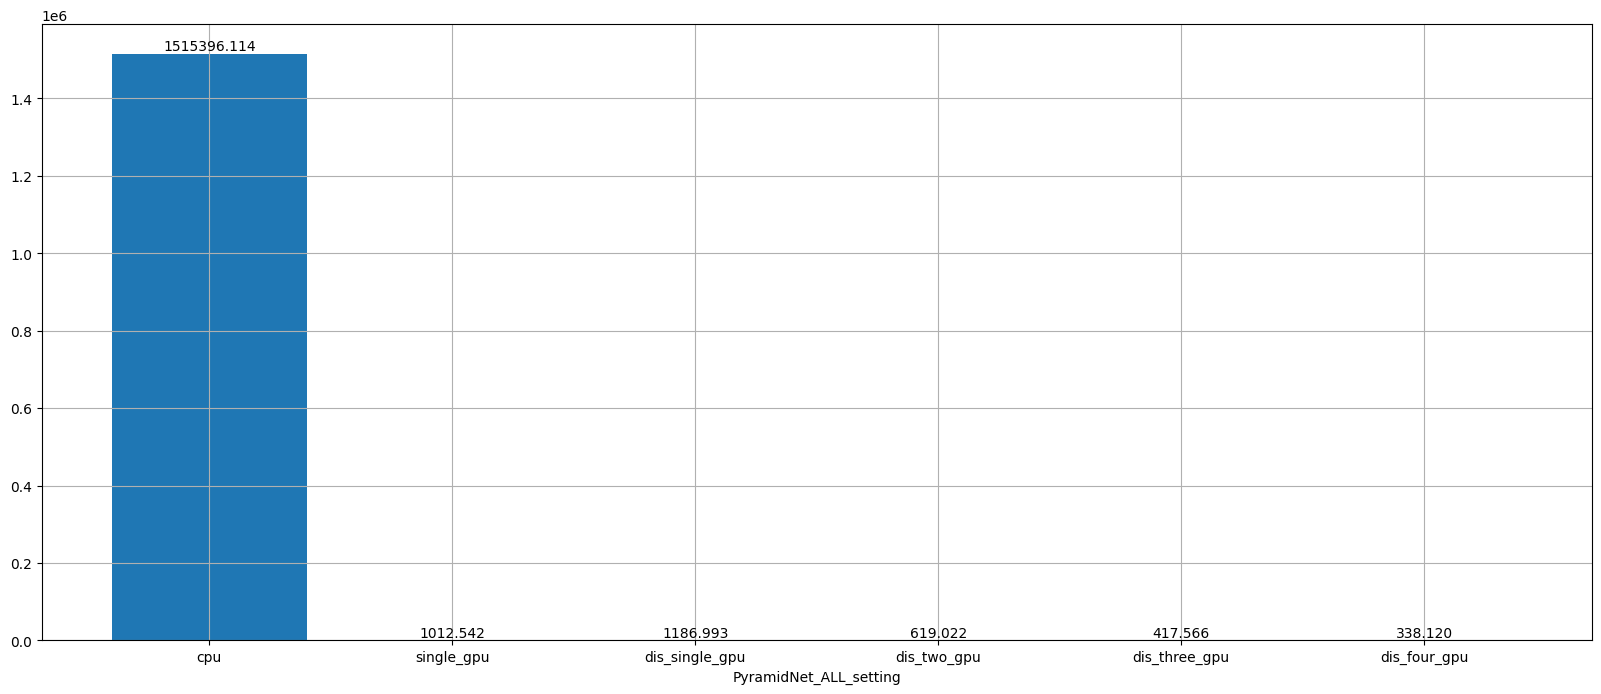 1e6
1515396.114
1.4
1.2
1.0
0.8
0.6
0.4
0.2
0.0
1012.542 1186.993 619.022 417.566 338.120
cpu single_gpu dis_single_gpu dis_two_gpu dis_three_gpu dis_four_gpu
PyramidNet_ALL_setting